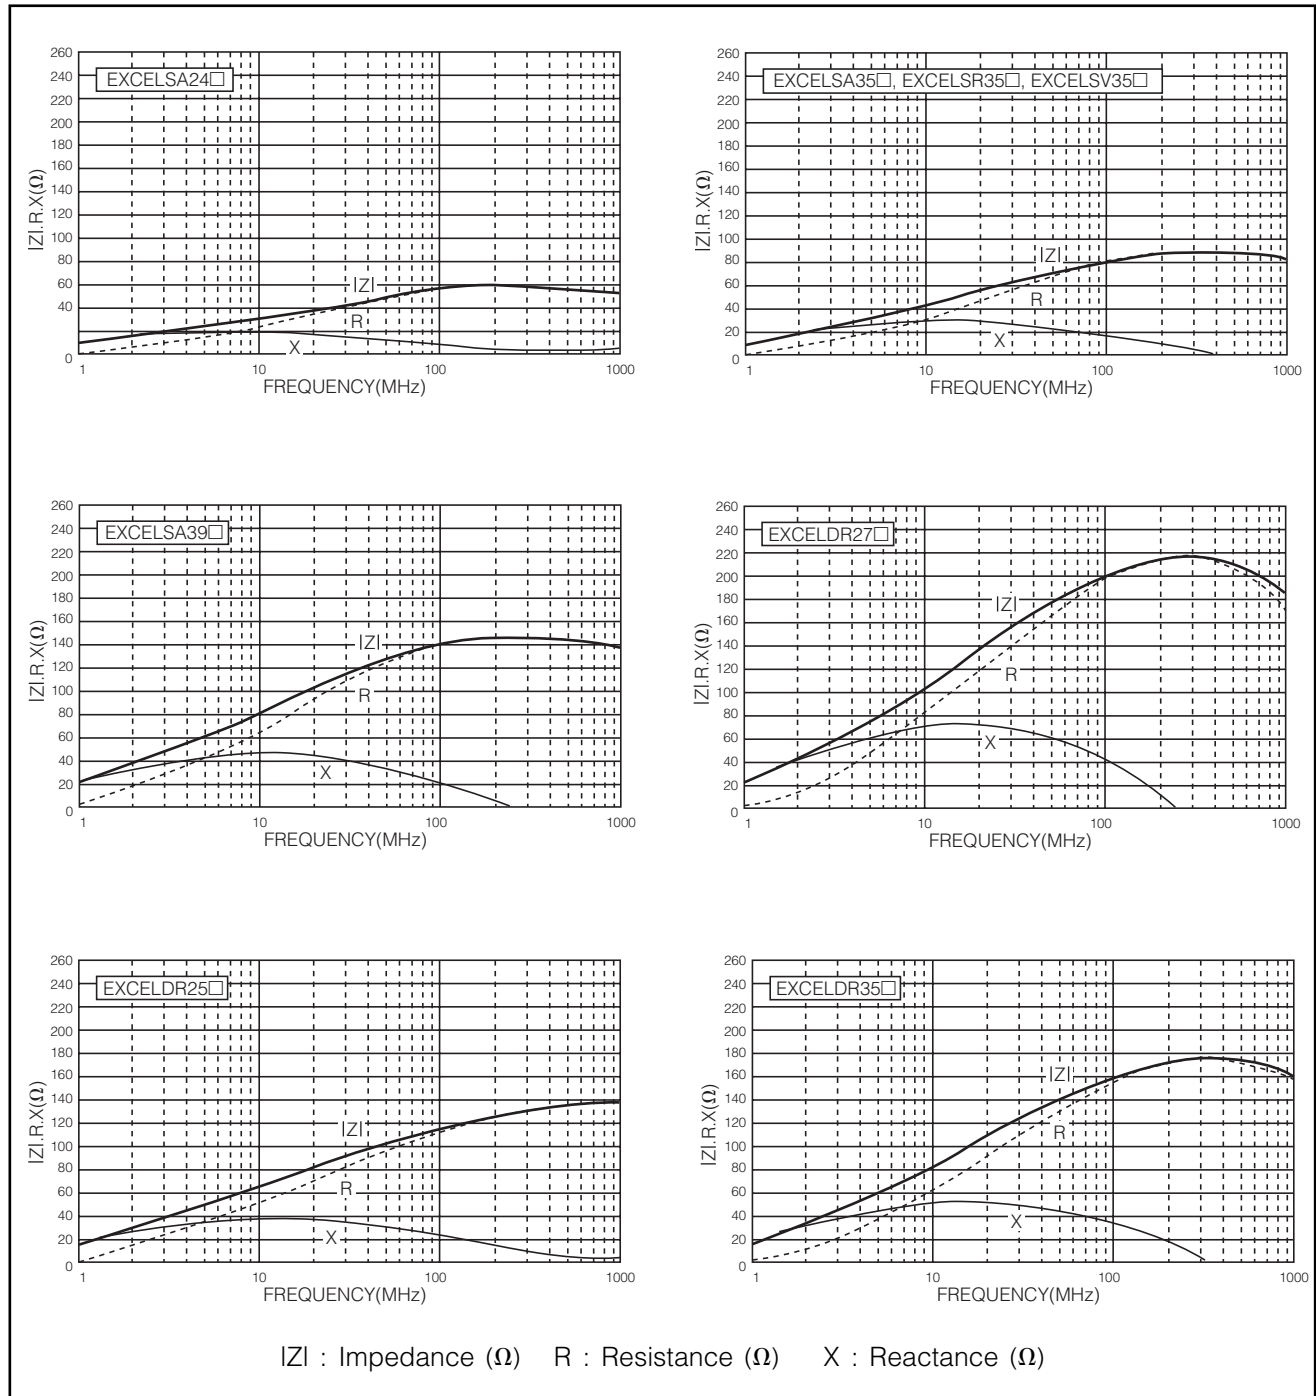 EXCELSA24□
260
240
220
200
180
160
140
120
100
80
60
40
20
0
|Z|.R.X(Ω)
|Z|
R
X
1 10 100 1000
FREQUENCY(MHz)
EXCELSA35□, EXCELSR35□, EXCELSV35□
260
240
220
200
180
160
140
120
100
80
60
40
20
0
|Z|.R.X(Ω)
|Z|
R
X
1 10 100 1000
FREQUENCY(MHz)
EXCELSA39□
260
240
220
200
180
160
140
120
100
80
60
40
20
0
|Z|.R.X(Ω)
|Z|
R
X
1 10 100 1000
FREQUENCY(MHz)
EXCELDR27□
260
240
220
200
180
160
140
120
100
80
60
40
20
0
|Z|.R.X(Ω)
|Z|
R
X
1 10 100 1000
FREQUENCY(MHz)
EXCELDR25□
260
240
220
200
180
160
140
120
100
80
60
40
20
0
|Z|.R.X(Ω)
|Z|
R
X
1 10 100 1000
FREQUENCY(MHz)
EXCELDR35□
260
240
220
200
180
160
140
120
100
80
60
40
20
0
|Z|.R.X(Ω)
|Z|
R
X
1 10 100 1000
FREQUENCY(MHz)
|Z| : Impedance (Ω) R : Resistance (Ω) X : Reactance (Ω)